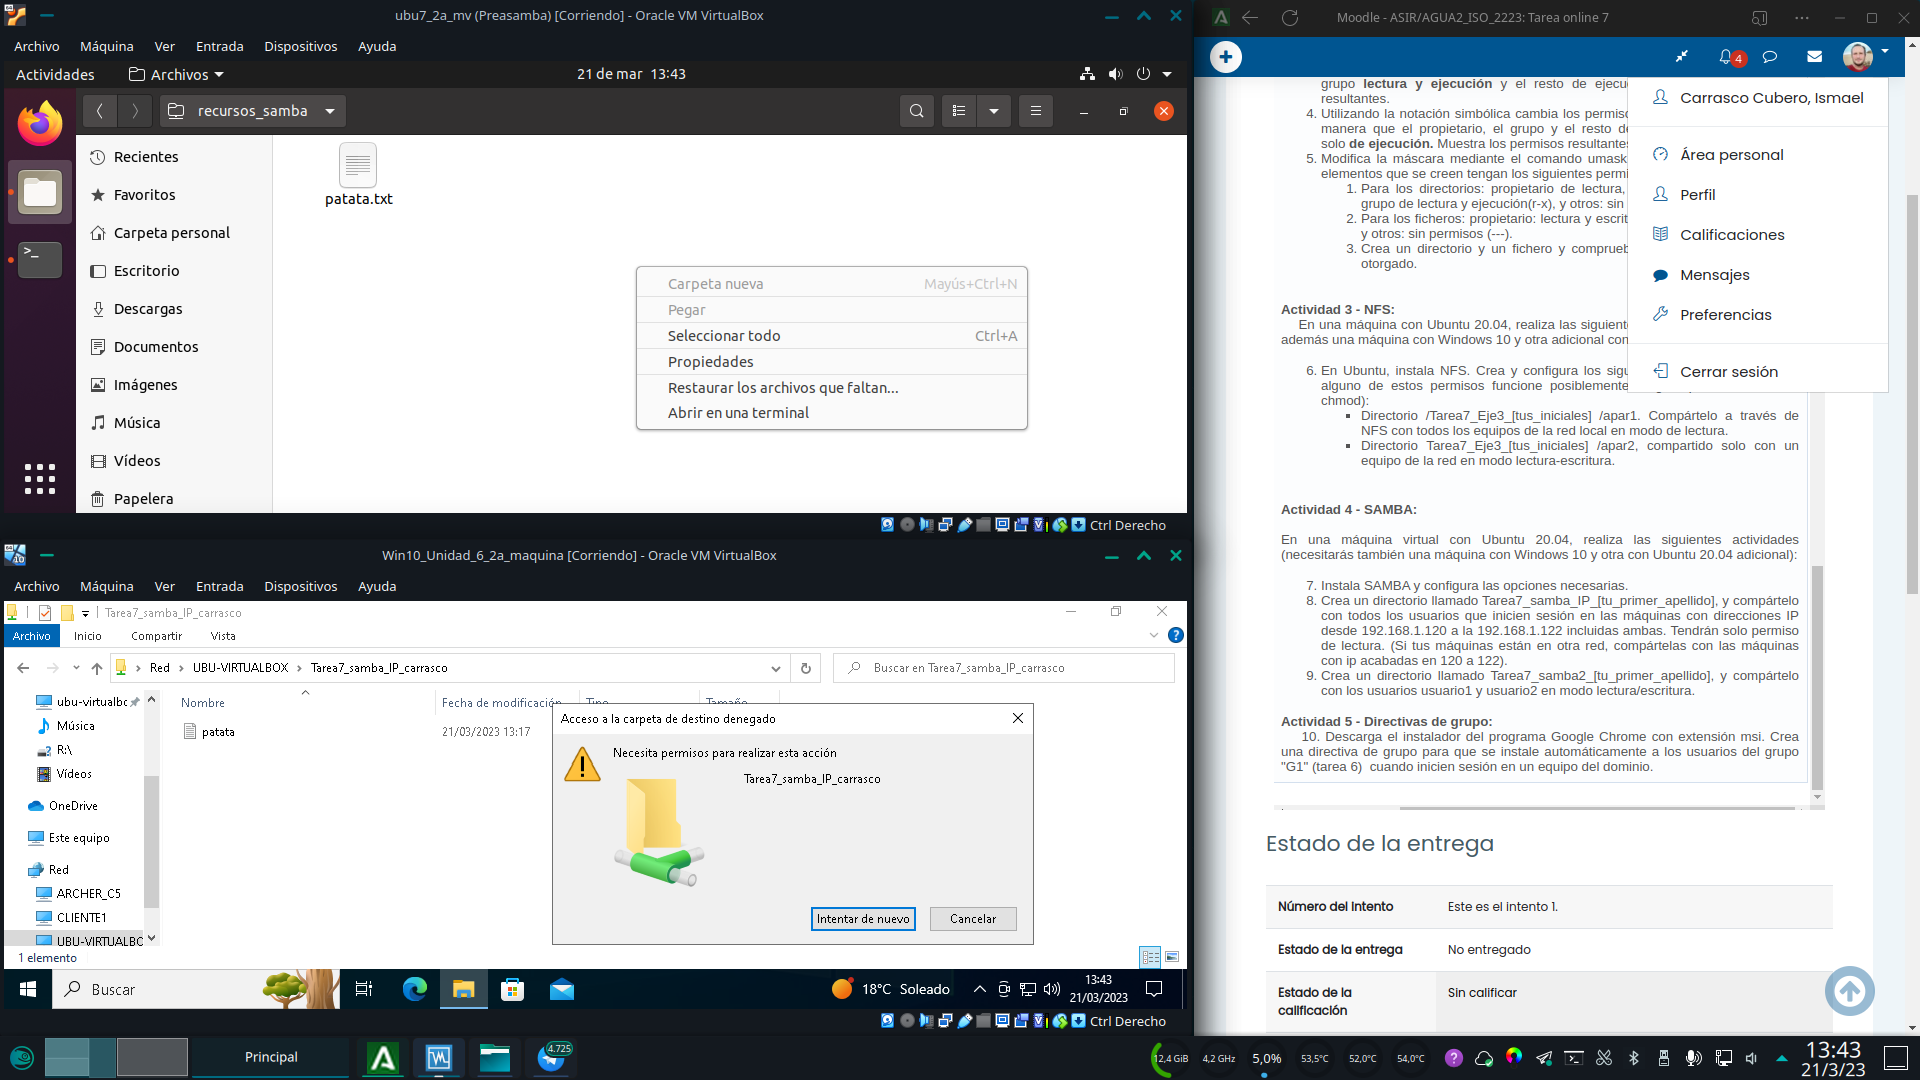 ubu7_2a_mv (Preasamba) [Corriendo] - Oracle VM VirtualBox
Archivo Máquina Ver Entrada Dispositivos Ayuda
Actividades Archivos 21 de mar 13:43
recursos_samba
Recientes
Favoritos
Carpeta personal
Escritorio
Descargas
Documentos
Imágenes
Música
Vídeos
Papelera
patata.txt
Carpeta nueva Mayús+Ctrl+N
Pegar
Seleccionar todo Ctrl+A
Propiedades
Restaurar los archivos que faltan...
Abrir en una terminal
Ctrl Derecho
Win10_Unidad_6_2a_maquina [Corriendo] - Oracle VM VirtualBox
Archivo Máquina Ver Entrada Dispositivos Ayuda
Tarea7_samba_IP_carrasco
Archivo Inicio Compartir Vista
Red UBU-VIRTUALBOX Tarea7_samba_IP_carrasco
Buscar en Tarea7_samba_IP_carrasco
ubu-virtualbo
Música
R:\
Vídeos
OneDrive
Este equipo
Red
ARCHER_C5
CLIENTE1
UBU-VIRTUALBO
Nombre Fecha de modificación Tipo Tamaño
patata 21/03/2023 13:17
Acceso a la carpeta de destino denegado
Necesita permisos para realizar esta acción
Tarea7_samba_IP_carrasco
Intentar de nuevo Cancelar
1 elemento
Buscar
18°C Soleado
13:43
21/03/2023
Ctrl Derecho
Moodle - ASIR/AGUA2_ISO_2223: Tarea online 7
4
Carrasco Cubero, Ismael
Área personal
Perfil
Calificaciones
Mensajes
Preferencias
Cerrar sesión
grupo lectura y ejecución y el resto de ejecu
resultantes.
4. Utilizando la notación simbólica cambia los permiso
manera que el propietario, el grupo y el resto de
solo de ejecución. Muestra los permisos resultantes
5. Modifica la máscara mediante el comando umask
elementos que se creen tengan los siguientes permi
1. Para los directorios: propietario de lectura,
grupo de lectura y ejecución(r-x), y otros: sin
2. Para los ficheros: propietario: lectura y escrit
y otros: sin permisos (---).
3. Crea un directorio y un fichero y comprueb
otorgado.
Actividad 3 - NFS:
En una máquina con Ubuntu 20.04, realiza las siguiente
además una máquina con Windows 10 y otra adicional con
6. En Ubuntu, instala NFS. Crea y configura los sigu
alguno de estos permisos funcione posiblemente
chmod):
Directorio /Tarea7_Eje3_[tus_iniciales] /apar1. Compártelo a través de
NFS con todos los equipos de la red local en modo de lectura.
Directorio Tarea7_Eje3_[tus_iniciales] /apar2, compartido solo con un
equipo de la red en modo lectura-escritura.
Actividad 4 - SAMBA:
En una máquina virtual con Ubuntu 20.04, realiza las siguientes actividades
(necesitarás también una máquina con Windows 10 y otra con Ubuntu 20.04 adicional):
7. Instala SAMBA y configura las opciones necesarias.
8. Crea un directorio llamado Tarea7_samba_IP_[tu_primer_apellido], y compártelo
con todos los usuarios que inicien sesión en las máquinas con direcciones IP
desde 192.168.1.120 a la 192.168.1.122 incluidas ambas. Tendrán solo permiso
de lectura. (Si tus máquinas están en otra red, compártelas con las máquinas
con ip acabadas en 120 a 122).
9. Crea un directorio llamado Tarea7_samba2_[tu_primer_apellido], y compártelo
con los usuarios usuario1 y usuario2 en modo lectura/escritura.
Actividad 5 - Directivas de grupo:
10. Descarga el instalador del programa Google Chrome con extensión msi. Crea
una directiva de grupo para que se instale automáticamente a los usuarios del grupo
"G1" (tarea 6) cuando inicien sesión en un equipo del dominio.
Estado de la entrega
Número del intento Este es el intento 1.
Estado de la entrega No entregado
Estado de la calificación Sin calificar
Principal
4.725
12,4 GiB 4,2 GHz 5,0% 53,5°C 52,0°C 54,0°C
13:43
21/3/23